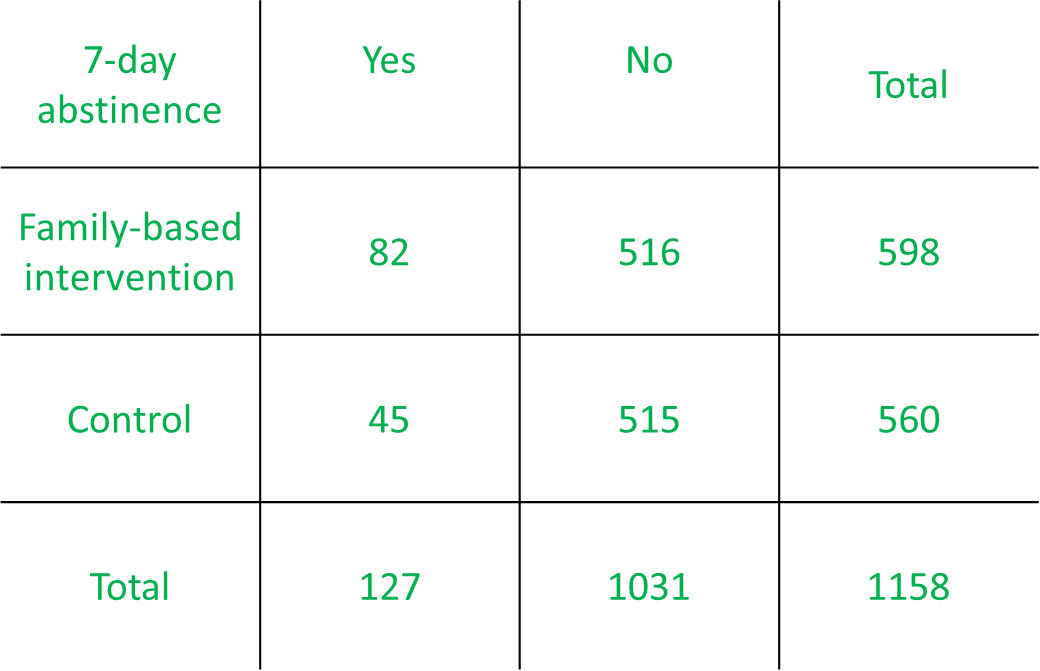 7-day
abstinence
Yes
No
Total
Family-based
intervention
82
516
598
Control
45
515
560
Total
127
1031
1158